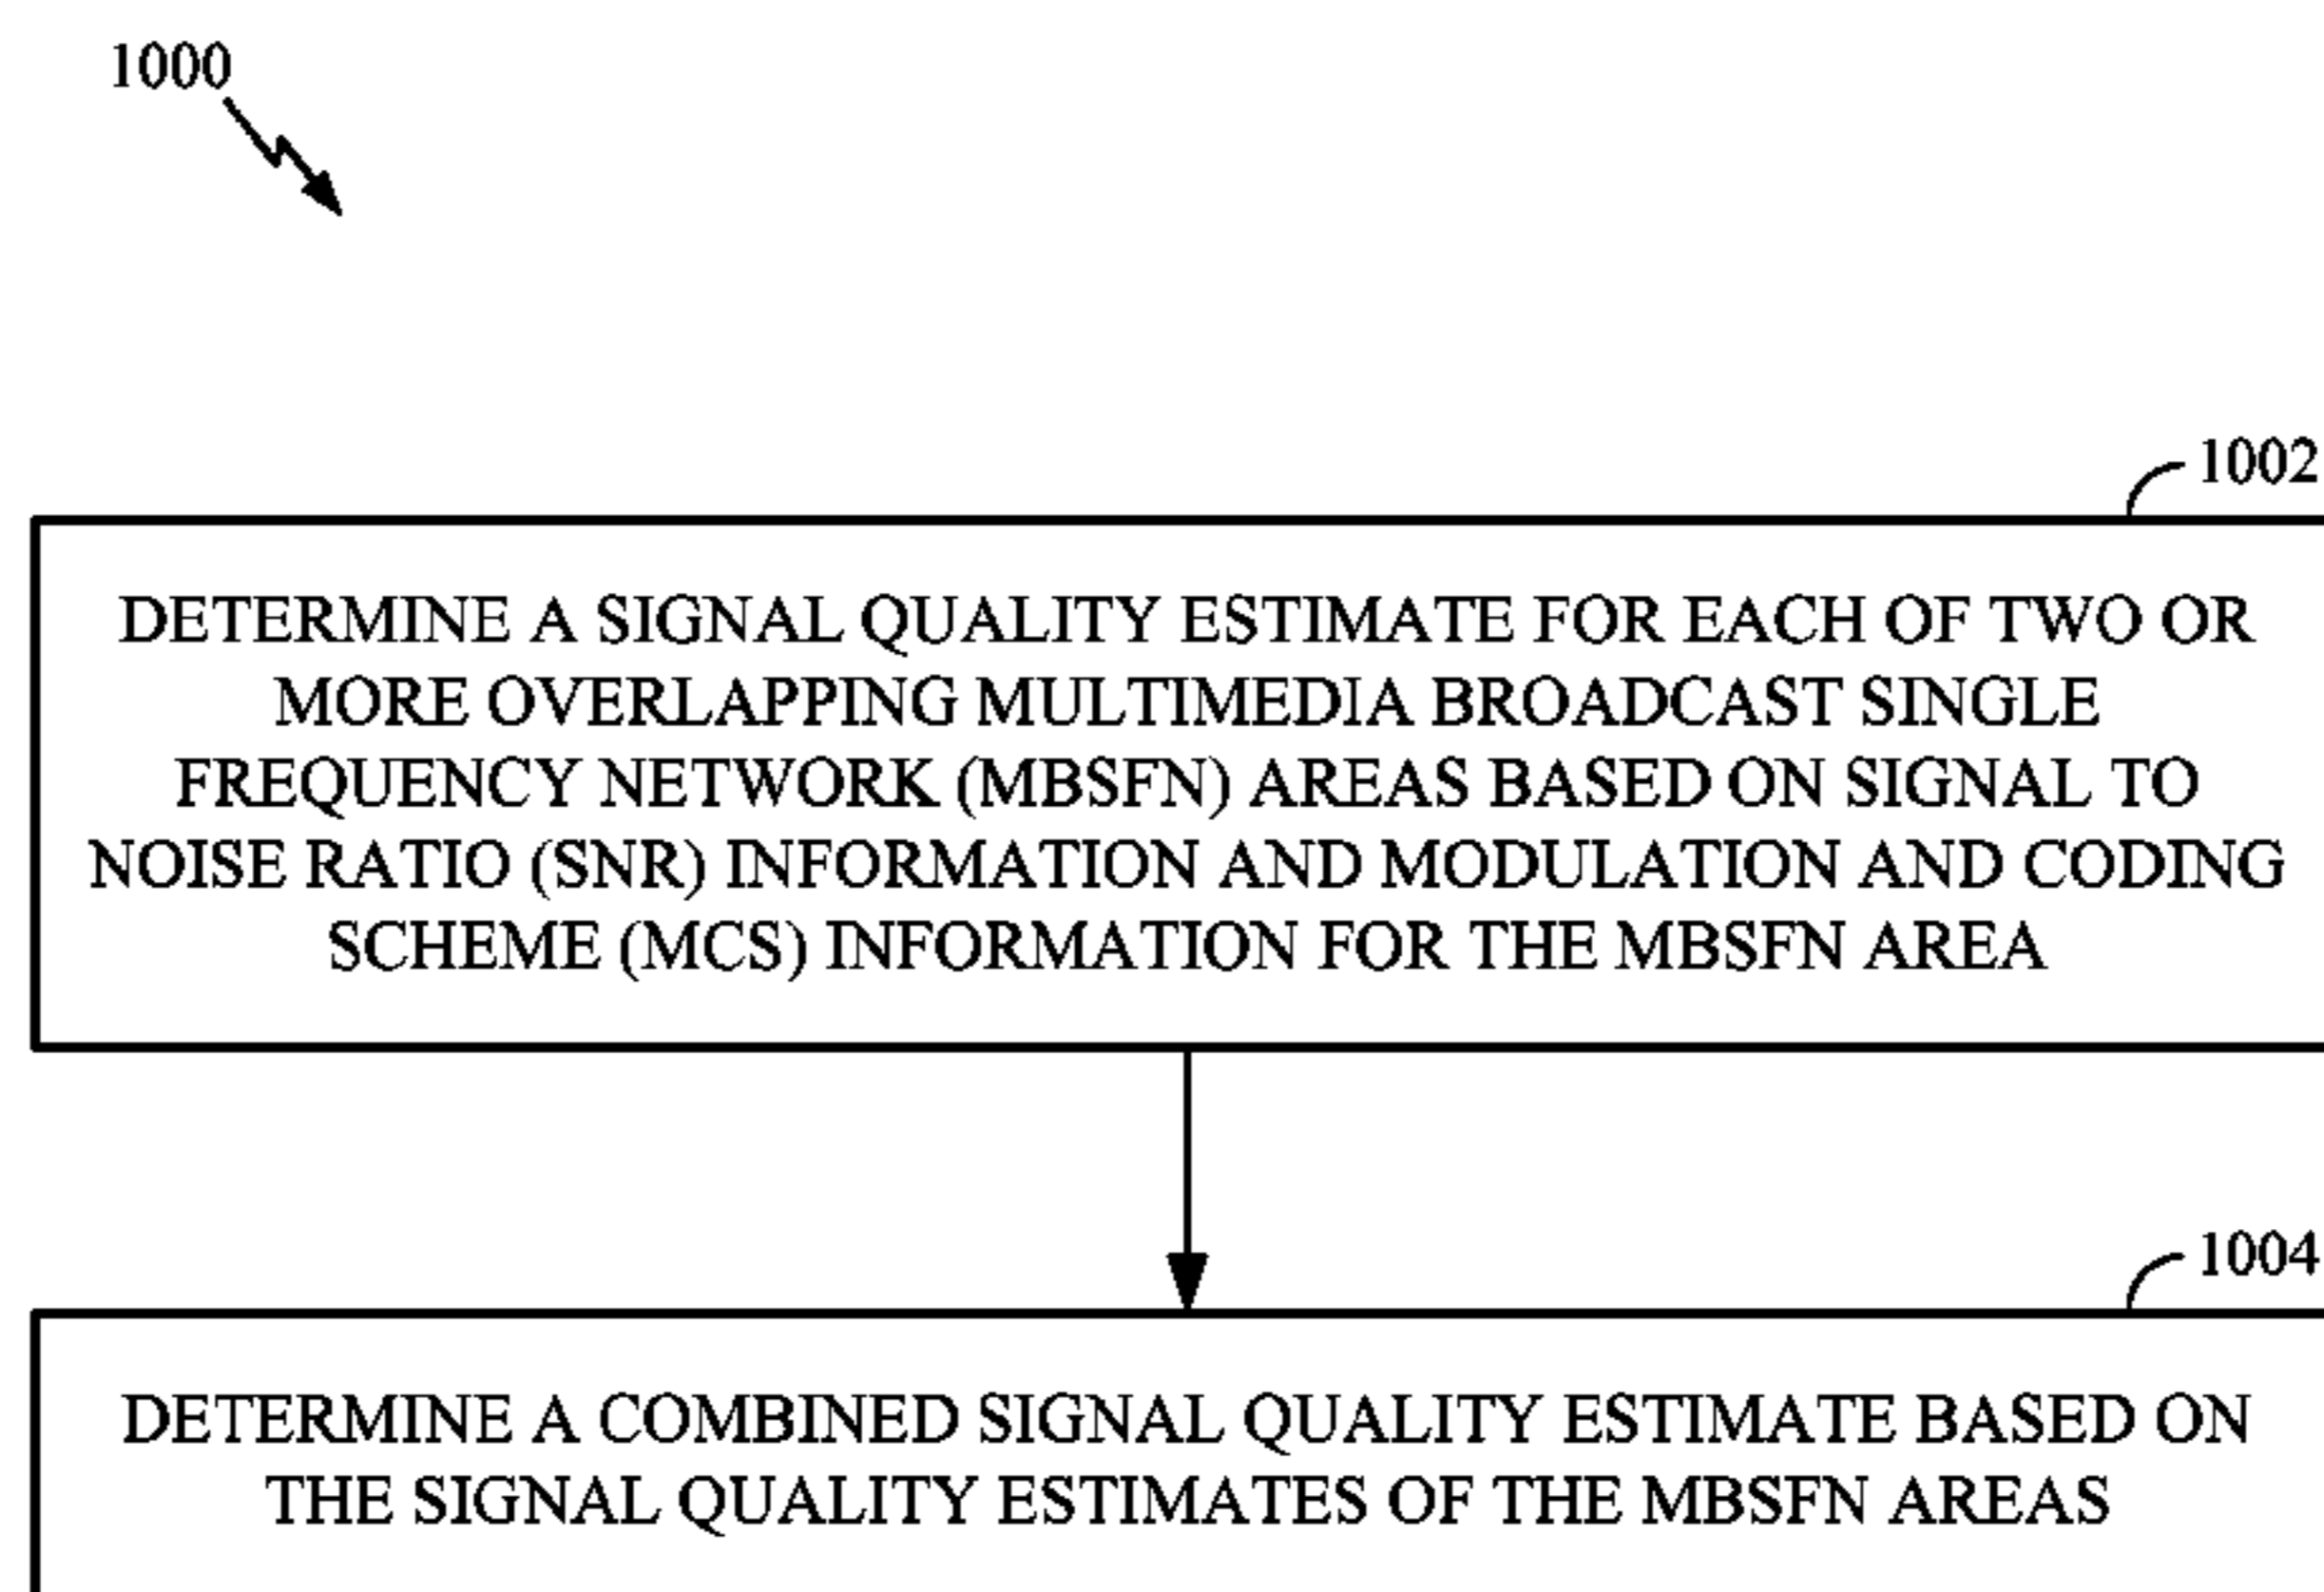 1000
1002
DETERMINE A SIGNAL QUALITY ESTIMATE FOR EACH OF TWO OR
MORE OVERLAPPING MULTIMEDIA BROADCAST SINGLE
FREQUENCY NETWORK (MBSFN) AREAS BASED ON SIGNAL TO
NOISE RATIO (SNR) INFORMATION AND MODULATION AND CODING
SCHEME (MCS) INFORMATION FOR THE MBSFN AREA
1004
DETERMINE A COMBINED SIGNAL QUALITY ESTIMATE BASED ON
THE SIGNAL QUALITY ESTIMATES OF THE MBSFN AREAS